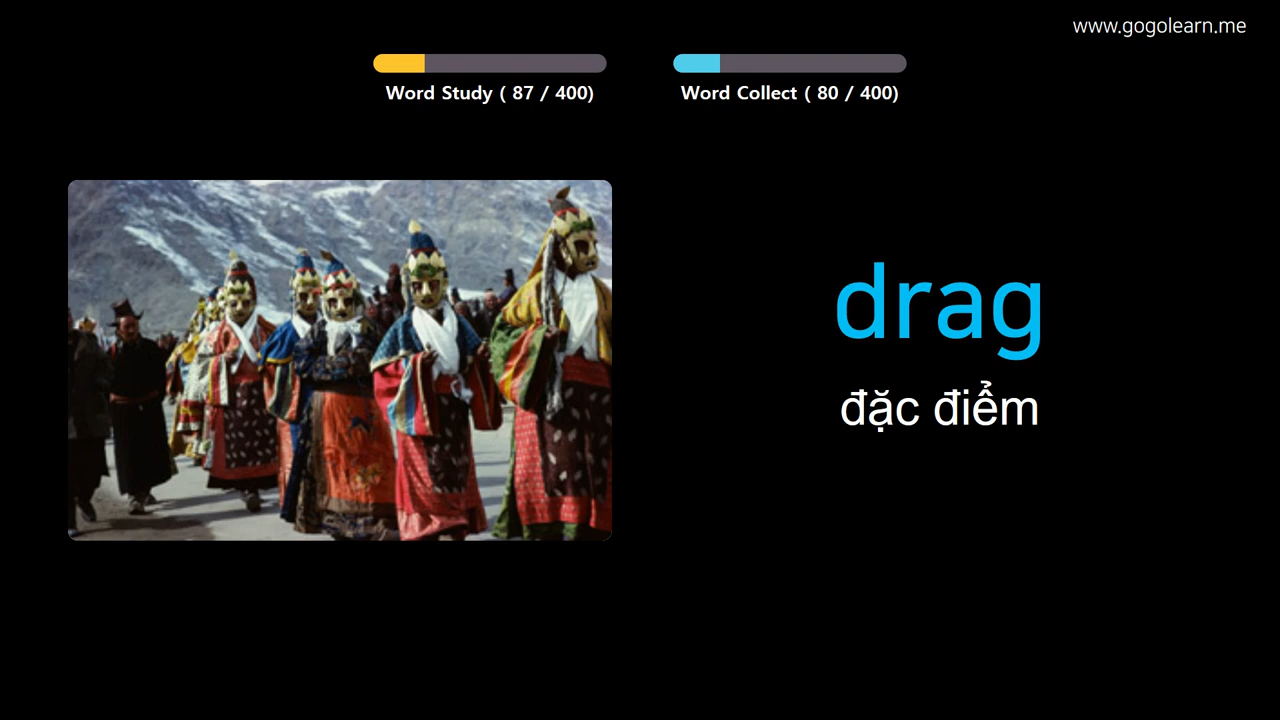 www.gogolearn.me
Word Study ( 87 / 400)
Word Collect ( 80 / 400)
drag
đặc điểm